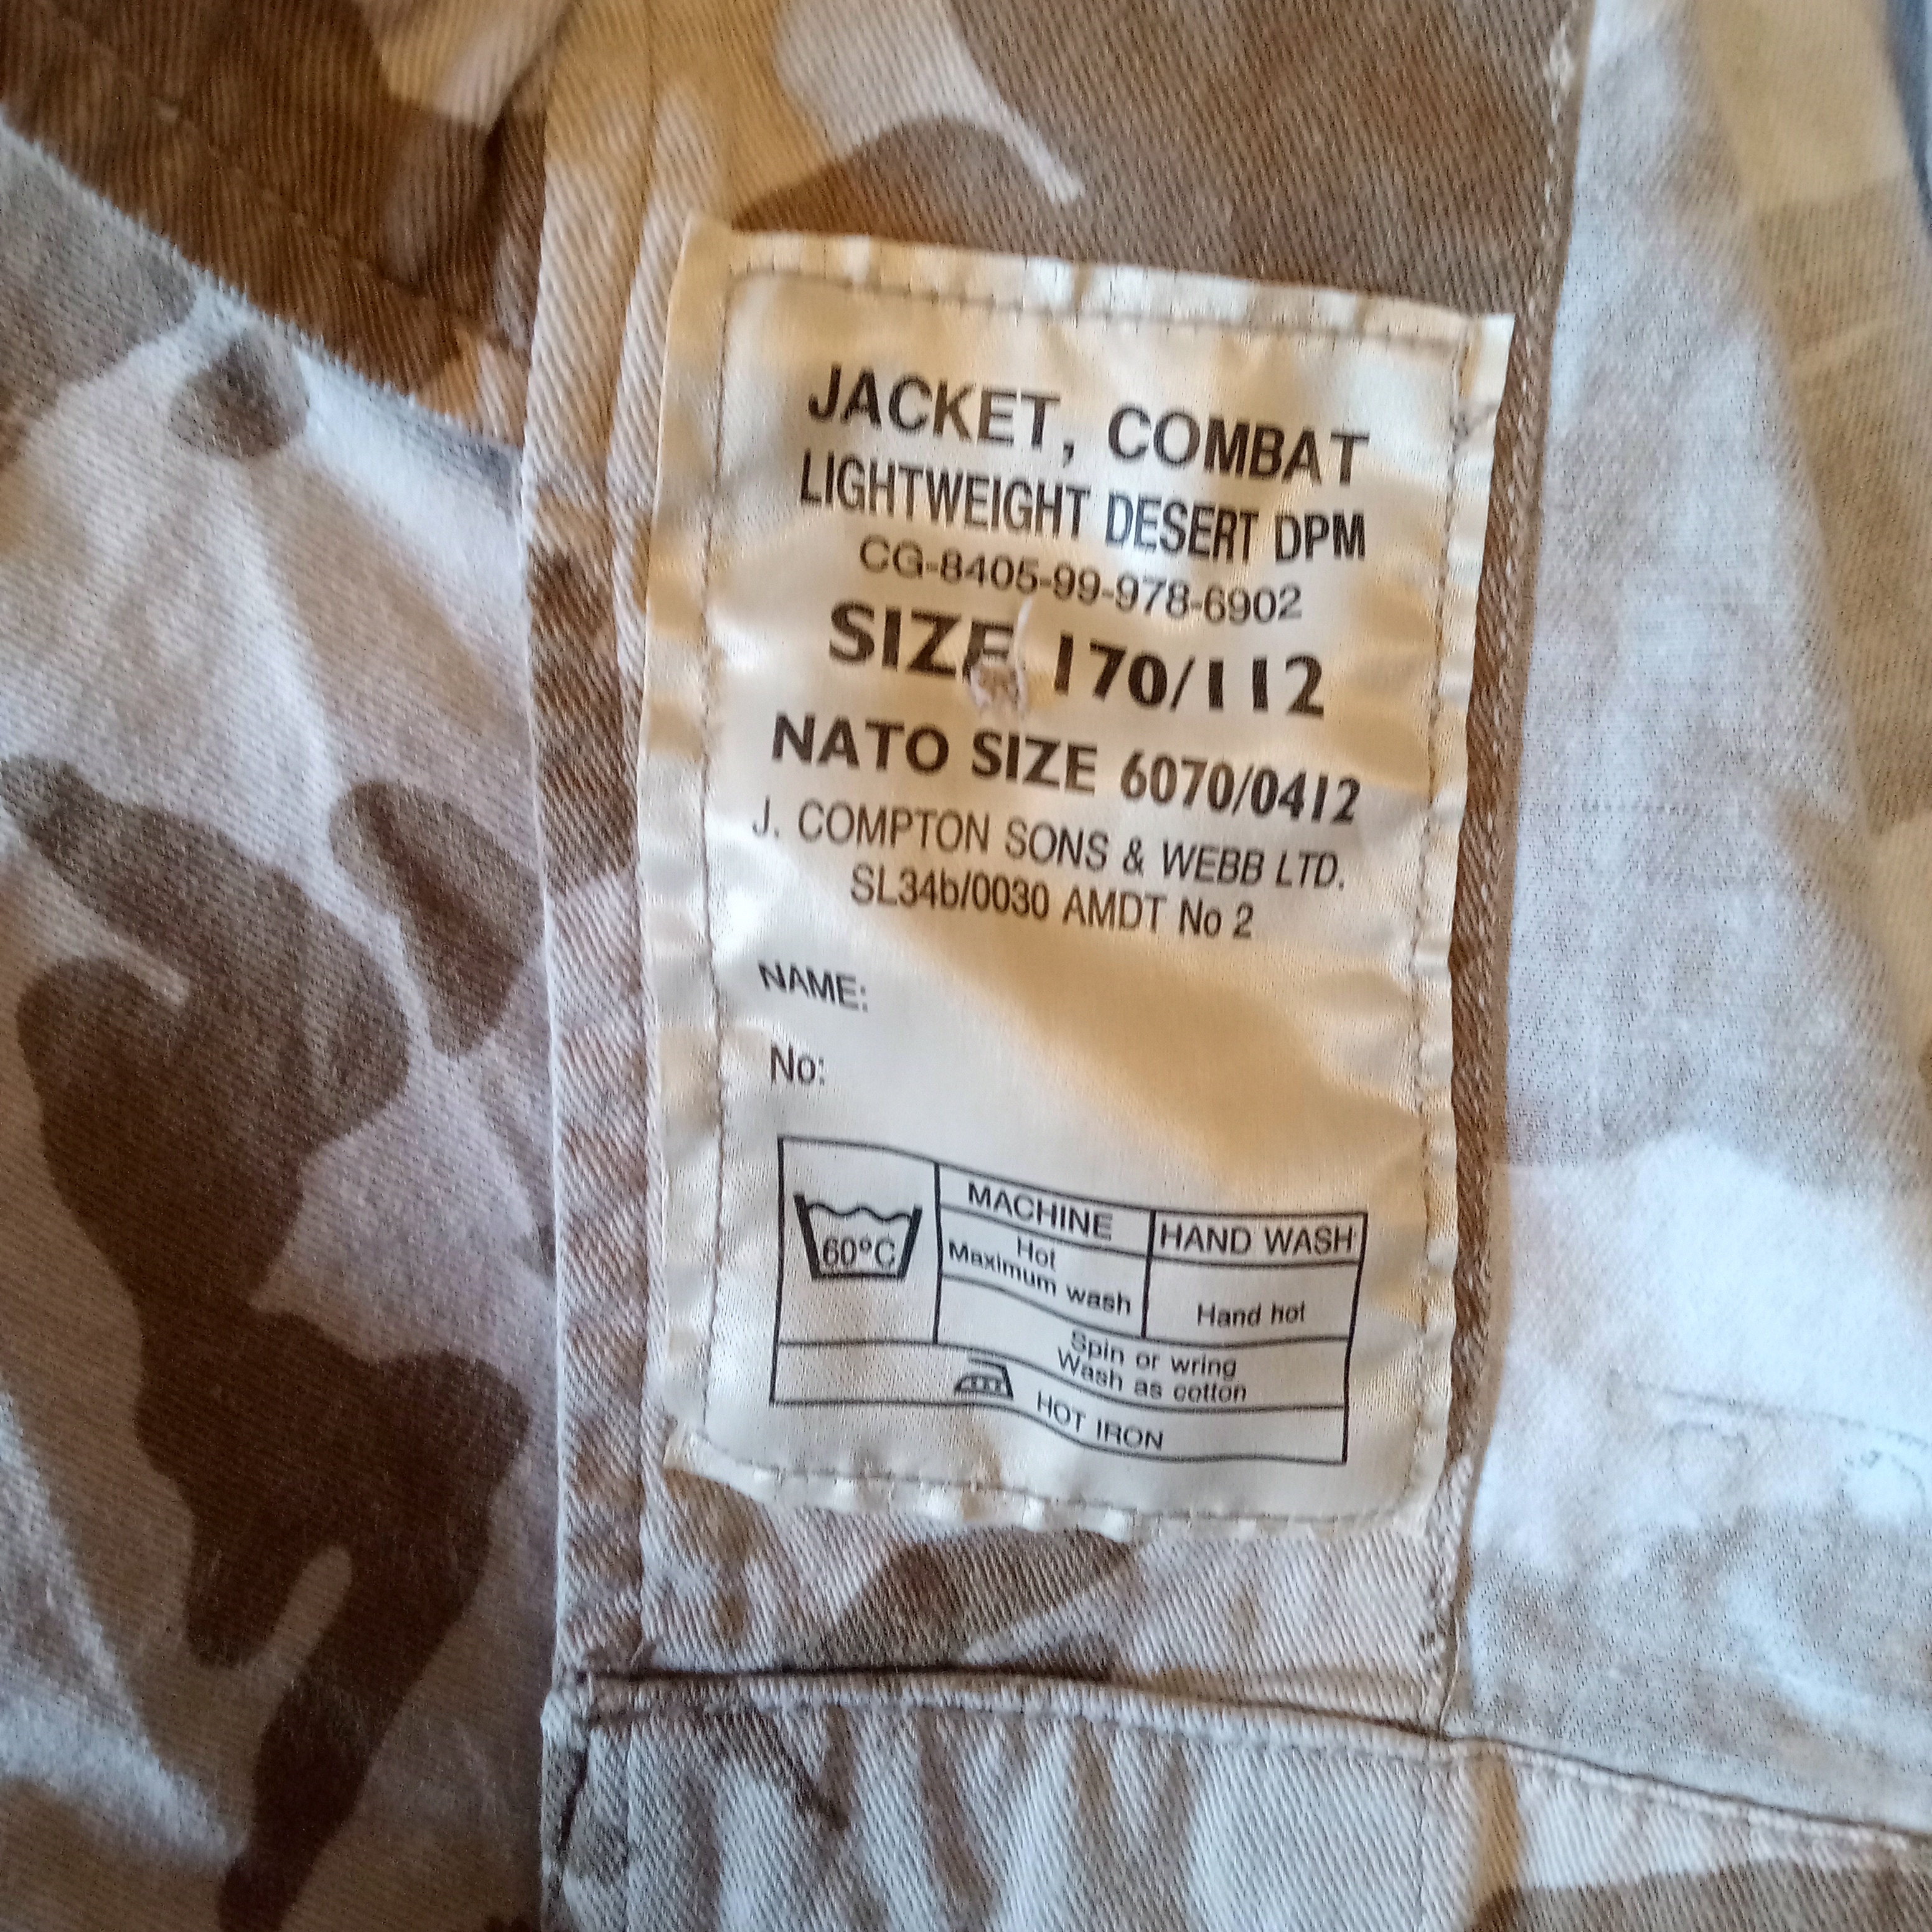 JACKET, COMBAT
LIGHTWEIGHT DESERT DPM
CG-8405-99-978-6902
SIZE 170/112
NATO SIZE 6070/0412
J. COMPTON SONS & WEBB LTD.
SL34b/0030 AMDT No 2
NAME:
No:
60°C
MACHINE
HAND WASH
Hot
Maximum wash
Hand hot
Spin or wring
Wash as cotton
HOT IRON